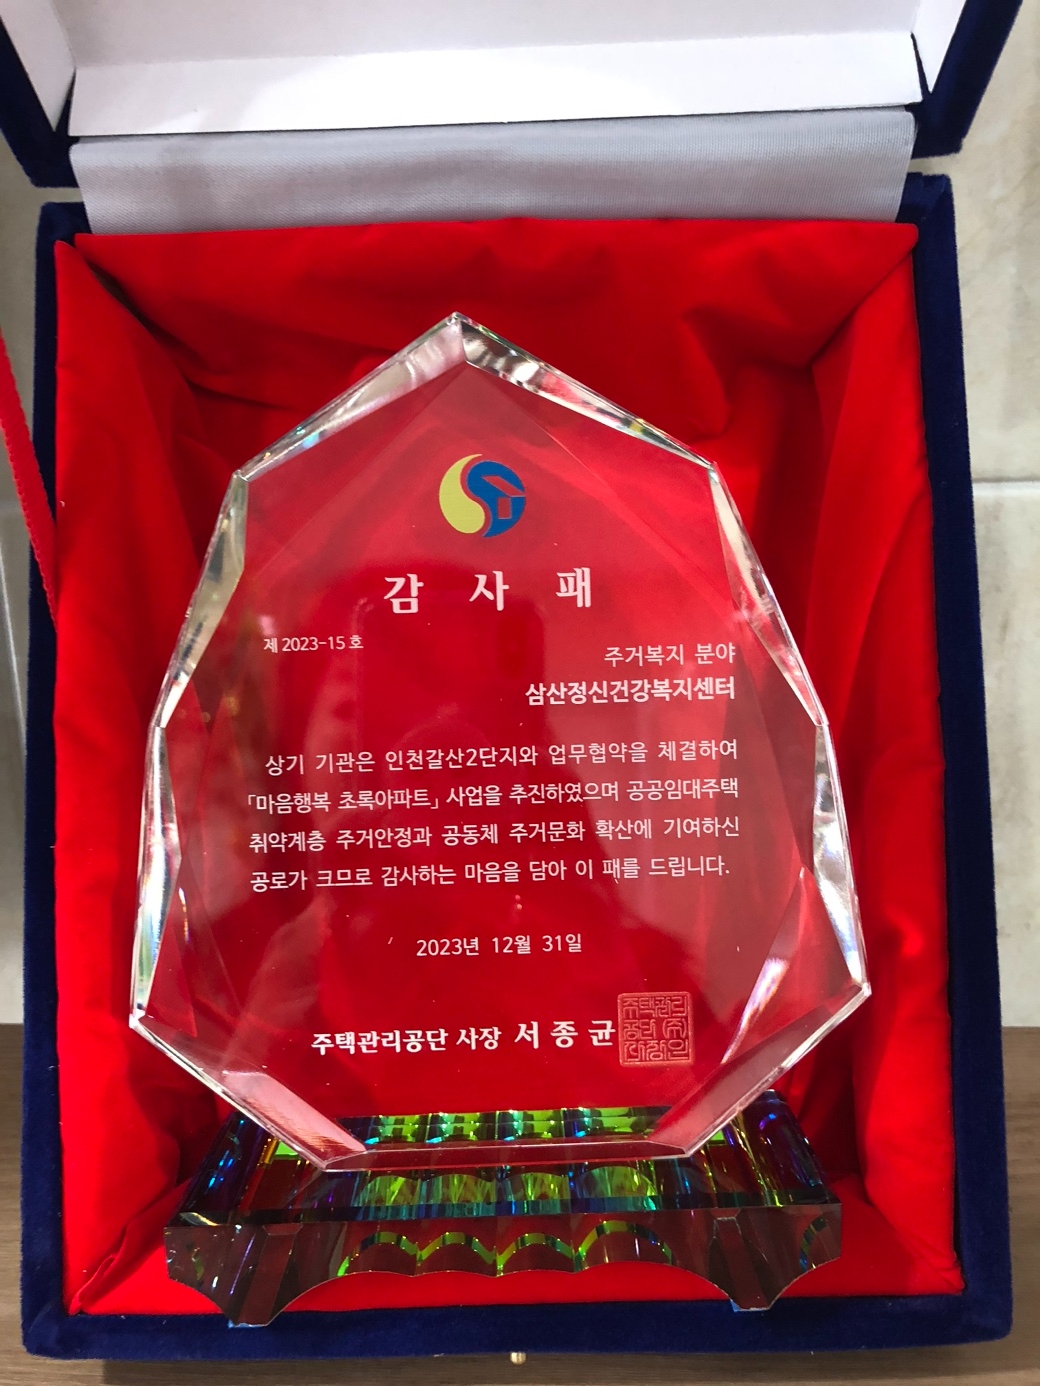 감 사 패
제 2023-15 호
주거복지 분야
삼산정신건강복지센터
상기 기관은 인천갈산2단지와 업무협약을 체결하여
「마음행복 초록아파트」 사업을 추진하였으며 공공임대주택
취약계층 주거안정과 공동체 주거문화 확산에 기여하신
공로가 크므로 감사하는 마음을 담아 이 패를 드립니다.
2023년 12월 31일
주택관리공단 사장 서 종 균